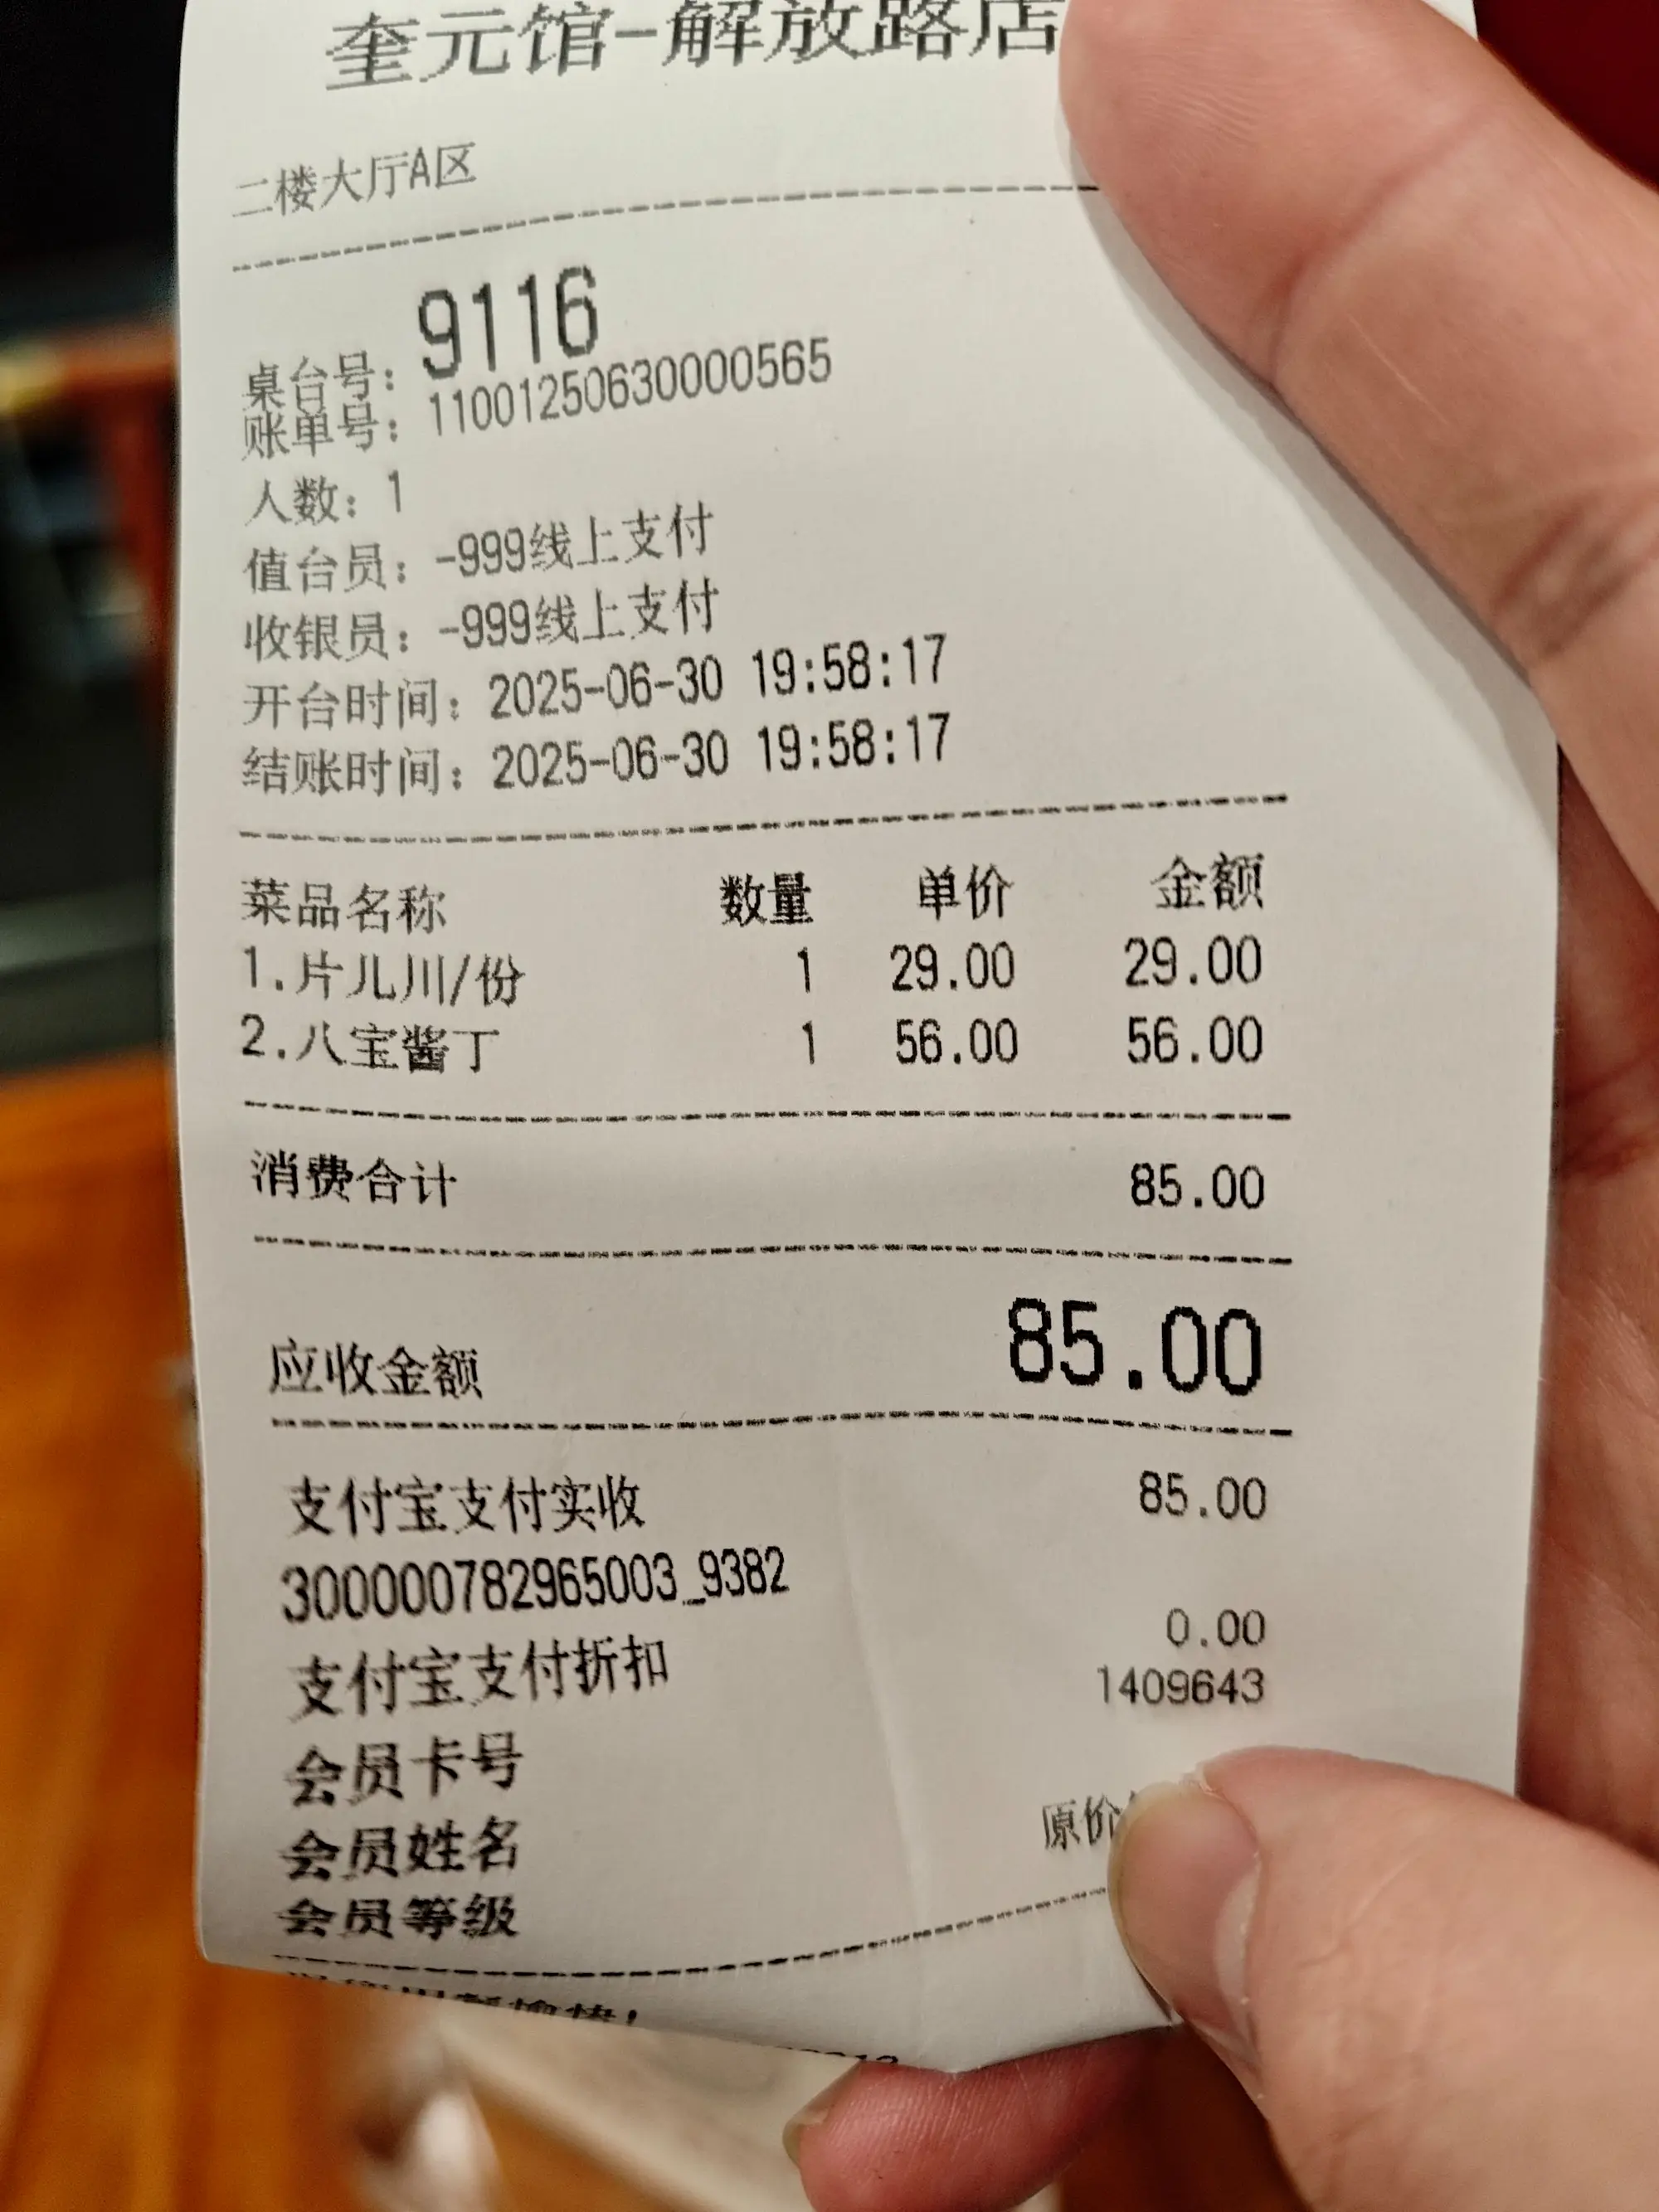 奎元馆-解放路店
二楼大厅A区
桌台号：9116
账单号：11001250630000565
人数：1
值台员：-999线上支付
收银员：-999线上支付
开台时间：2025-06-30 19:58:17
结账时间：2025-06-30 19:58:17
菜品名称 数量 单价 金额
1.片儿川/份 1 29.00 29.00
2.八宝酱丁 1 56.00 56.00
消费合计 85.00
应收金额 85.00
支付宝支付实收 85.00
300000782965003_9382
支付宝支付折扣 0.00
会员卡号 1409643
会员姓名
会员等级 原价